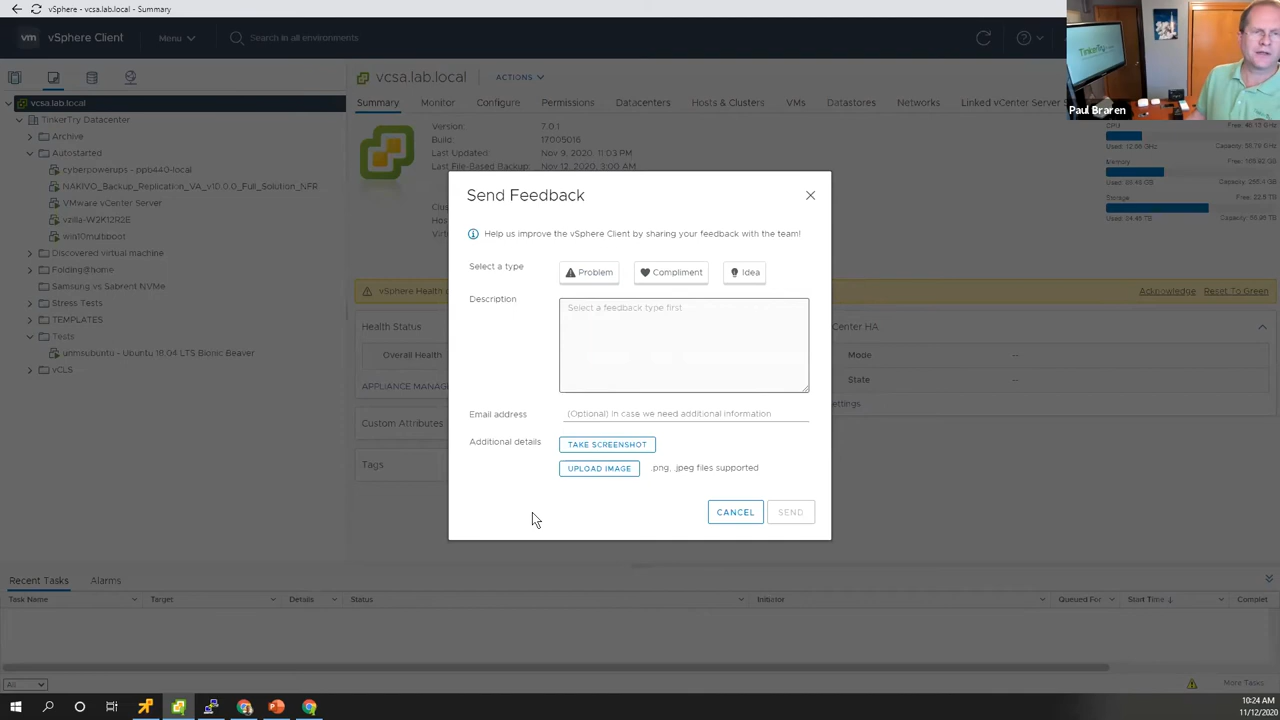 vSphere - vcsa.lab.local - Summary
vm vSphere Client Menu Search in all environments
TinkerTry
Paul Braren
vcsa.lab.local ACTIONS
Summary Monitor Configure Permissions Datacenters Hosts & Clusters VMs Datastores Networks Linked vCenter Server S
vcsa.lab.local
TinkerTry Datacenter
Archive
Autostarted
cyberpowerups - ppb440-local
NAKIVO_Backup_Replication_VA_v10.0.0_Full_Solution_NFR
VMware vCenter Server
vzilla-W2K12R2E
win10multiboot
Discovered virtual machine
Folding@home
Samsung vs Sabrent NVMe
Stress Tests
TEMPLATES
Tests
unmsubuntu - Ubuntu 18.04 LTS Bionic Beaver
vCLS
Version: 7.0.1
Build: 17005016
Last Updated: Nov 9, 2020, 11:03 PM
Last File-Based Backup: Nov 12, 2020, 3:00 AM
Clus
Host
Virt
CPU
Memory
Storage
vSphere Health d
Acknowledge Reset To Green
Health Status
Overall Health
APPLIANCE MANAG
Custom Attributes
Tags
Center HA
Mode --
State --
ettings
Send Feedback
Help us improve the vSphere Client by sharing your feedback with the team!
Select a type Problem Compliment Idea
Description Select a feedback type first
Email address (Optional) In case we need additional information
Additional details TAKE SCREENSHOT
UPLOAD IMAGE .png, .jpeg files supported
CANCEL SEND
Recent Tasks Alarms
Task Name Target Details Status Initiator Queued For Start Time Complet
All More Tasks
10:24 AM
11/12/2020